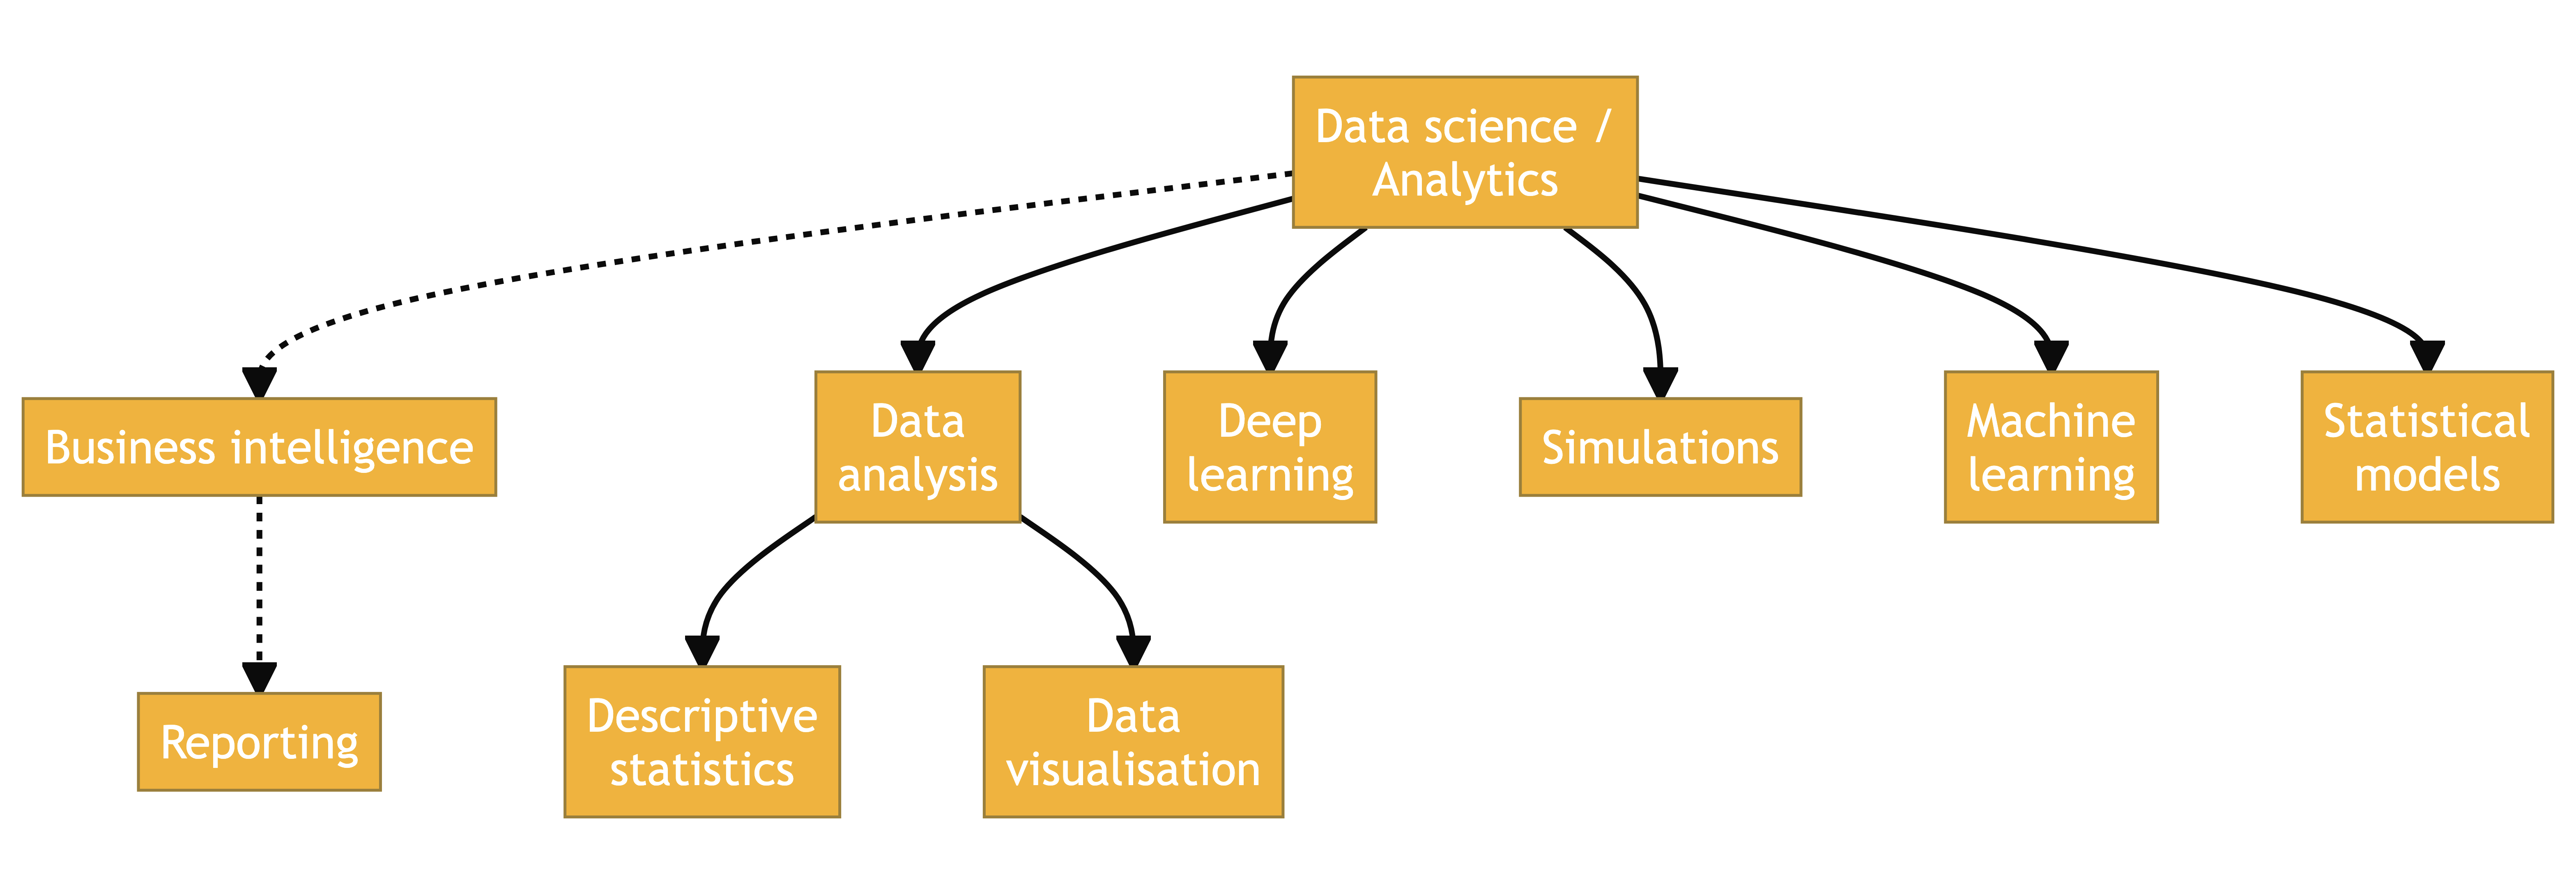 Data science /
Analytics
Business intelligence
Data
analysis
Deep
learning
Simulations
Machine
learning
Statistical
models
Reporting
Descriptive
statistics
Data
visualisation